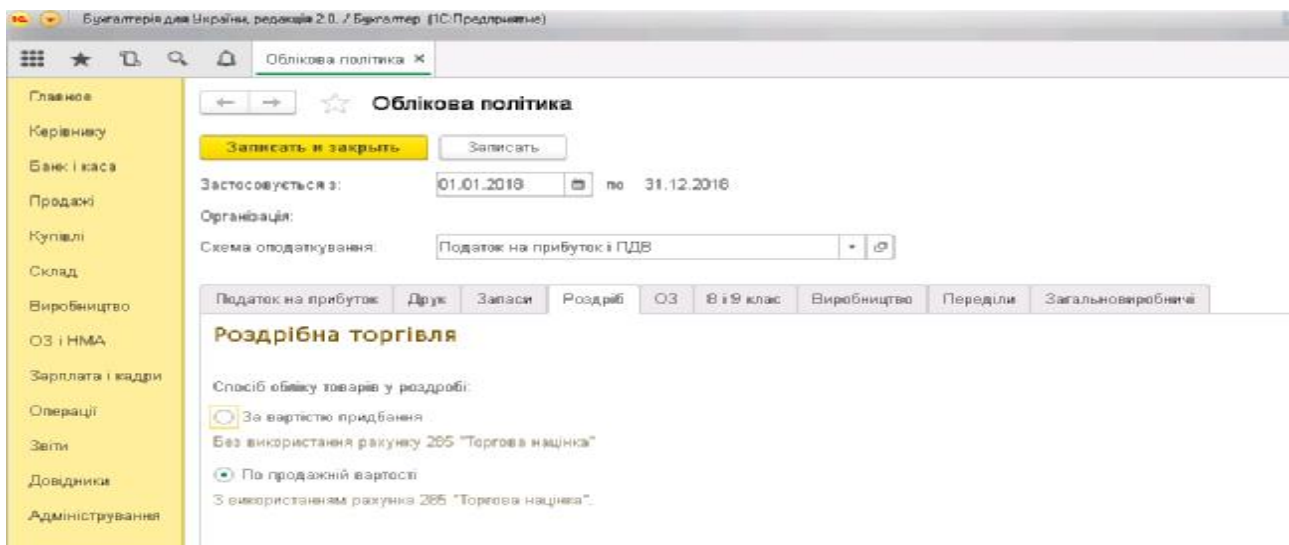 Бухгалтерія для України, редакція 2.0. / Бухгалтер (1С:Предприятие)
Облікова політика ×
Главное
Керівнику
Банк і каса
Продажі
Купівлі
Склад
Виробництво
ОЗ і НМА
Зарплата і кадри
Операції
Звіти
Довідники
Адміністрування
Облікова політика
Записать и закрыть Записать
Застосовується з: 01.01.2018 по 31.12.2018
Організація:
Схема оподаткування: Податок на прибуток і ПДВ
Податок на прибуток Друк Запаси Роздріб ОЗ 8 і 9 клас Виробництво Переділи Загальновиробничі
Роздрібна торгівля
Спосіб обліку товарів у роздробі:
За вартістю придбання
Без використання рахунку 285 "Торгова націнка"
По продажній вартості
З використанням рахунка 285 "Торгова націнка".